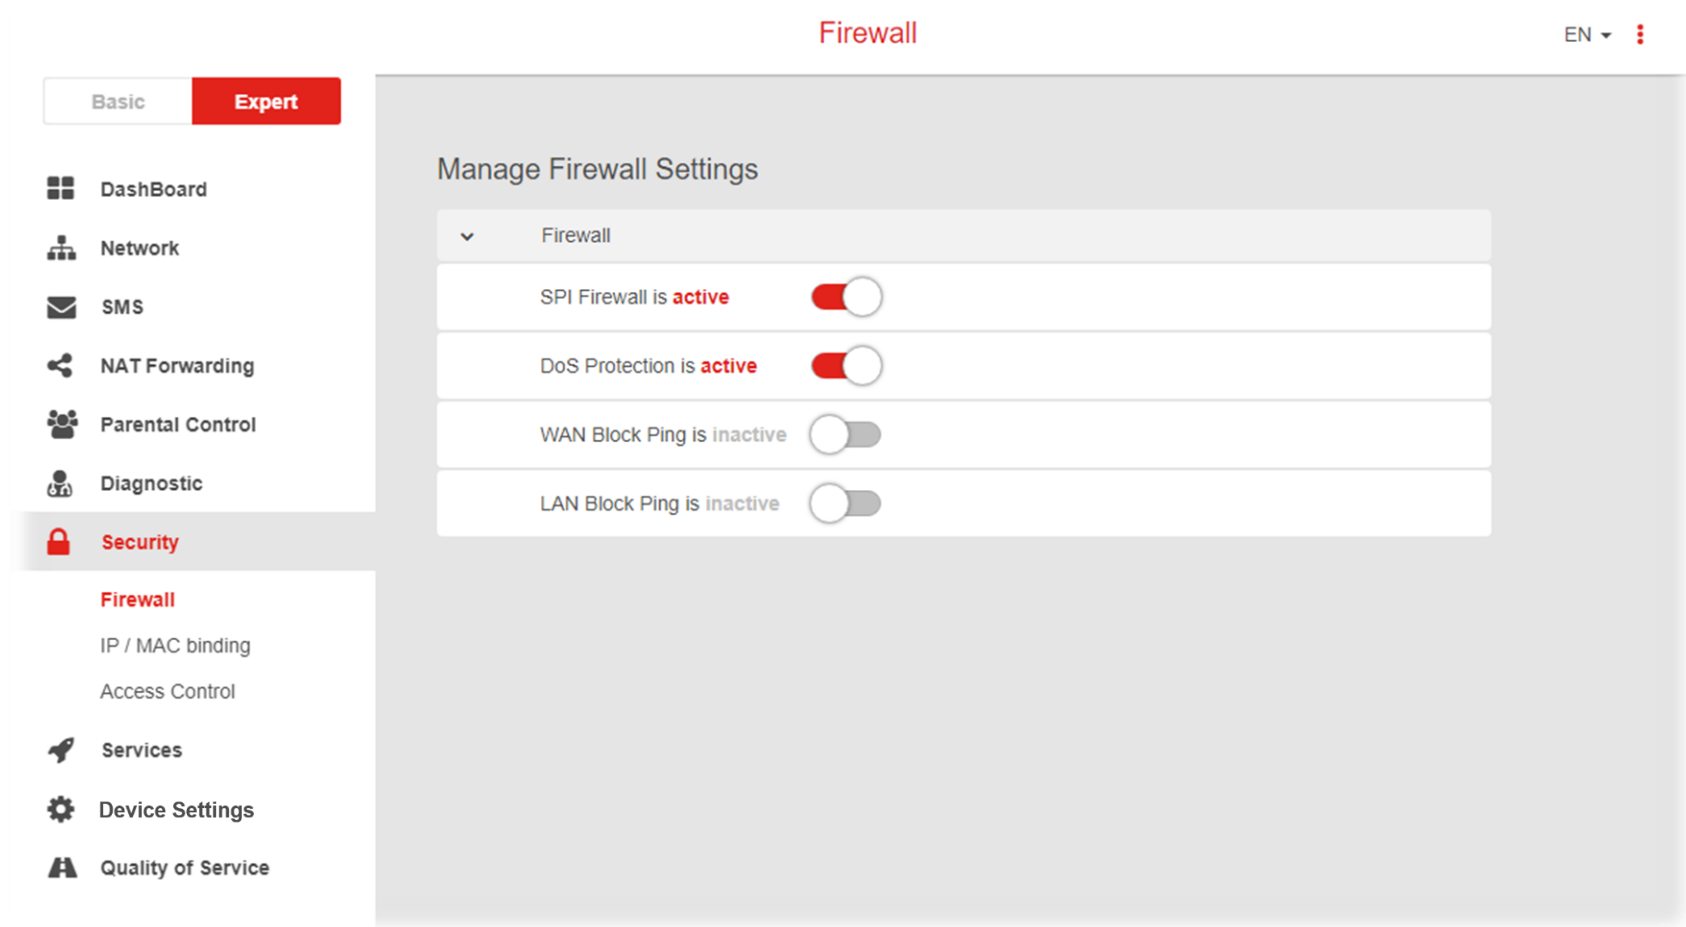 Firewall
EN
Basic
Expert
DashBoard
Network
SMS
NAT Forwarding
Parental Control
Diagnostic
Security
Firewall
IP / MAC binding
Access Control
Services
Device Settings
Quality of Service
Manage Firewall Settings
Firewall
SPI Firewall is active
DoS Protection is active
WAN Block Ping is inactive
LAN Block Ping is inactive